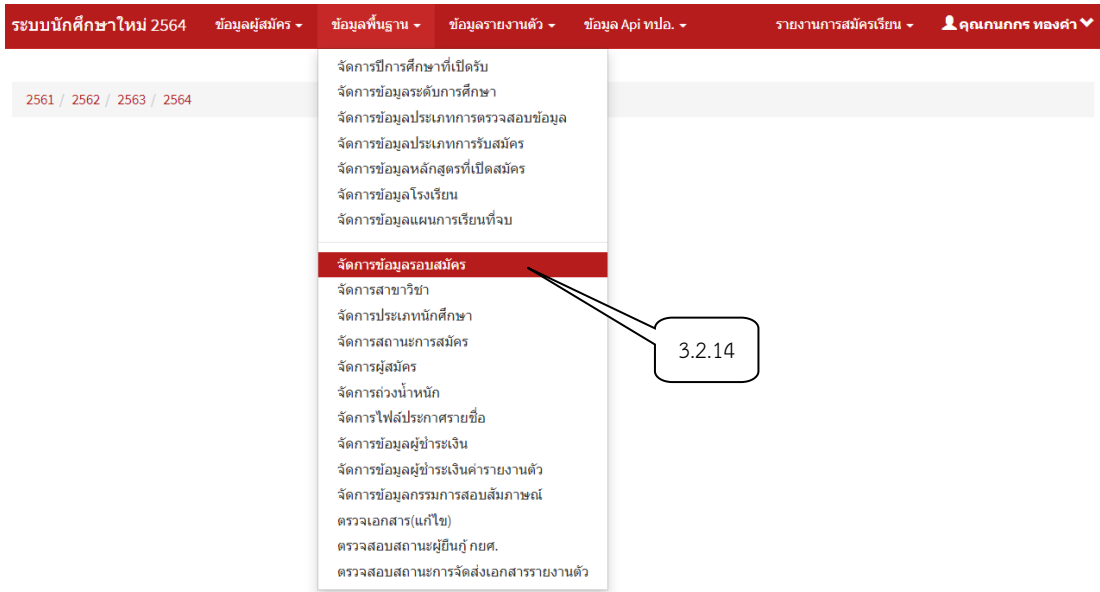 ระบบนักศึกษาใหม่ 2564 ข้อมูลผู้สมัคร ข้อมูลพื้นฐาน ข้อมูลรายงานตัว ข้อมูล Api ทปอ. รายงานการสมัครเรียน คุณกนกกร ทองคำ
2561 / 2562 / 2563 / 2564
จัดการปีการศึกษาที่เปิดรับ
จัดการข้อมูลระดับการศึกษา
จัดการข้อมูลประเภทการตรวจสอบข้อมูล
จัดการข้อมูลประเภทการรับสมัคร
จัดการข้อมูลหลักสูตรที่เปิดสมัคร
จัดการข้อมูลโรงเรียน
จัดการข้อมูลแผนการเรียนที่จบ
จัดการข้อมูลรอบสมัคร
จัดการสาขาวิชา
จัดการประเภทนักศึกษา
จัดการสถานะการสมัคร
จัดการผู้สมัคร
จัดการถ่วงน้ำหนัก
จัดการไฟล์ประกาศรายชื่อ
จัดการข้อมูลผู้ชำระเงิน
จัดการข้อมูลผู้ชำระเงินค่ารายงานตัว
จัดการข้อมูลกรรมการสอบสัมภาษณ์
ตรวจเอกสาร(แก้ไข)
ตรวจสอบสถานะผู้ยืนกู้ กยศ.
ตรวจสอบสถานะการจัดส่งเอกสารรายงานตัว
3.2.14